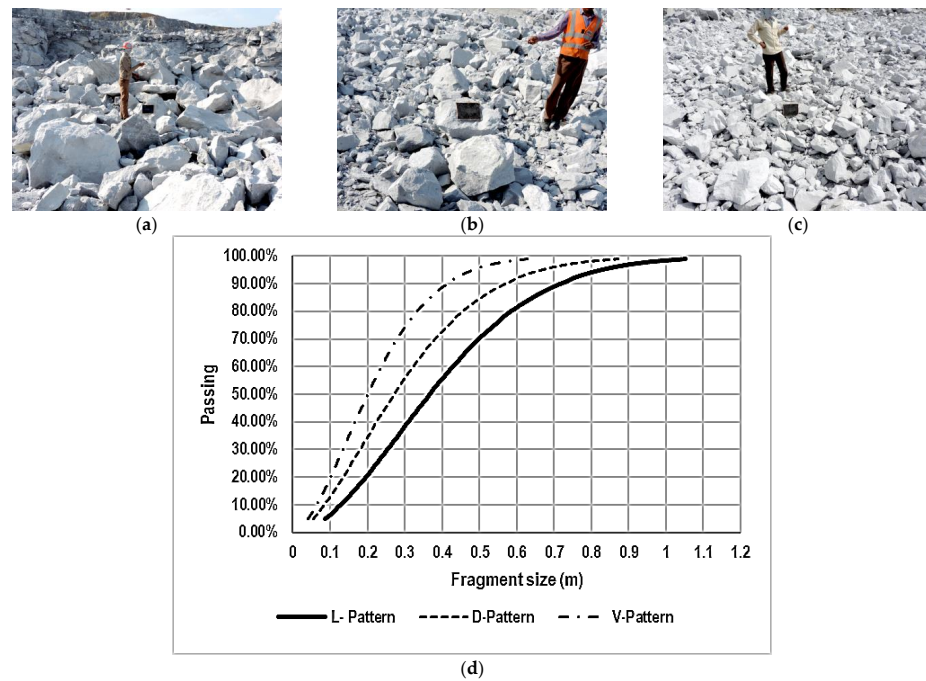 (a)
(b)
(c)
100.00%
90.00%
80.00%
70.00%
60.00%
50.00%
40.00%
30.00%
20.00%
10.00%
0.00%
Passing
0 0.1 0.2 0.3 0.4 0.5 0.6 0.7 0.8 0.9 1 1.1 1.2
Fragment size (m)
L- Pattern D-Pattern V-Pattern
(d)